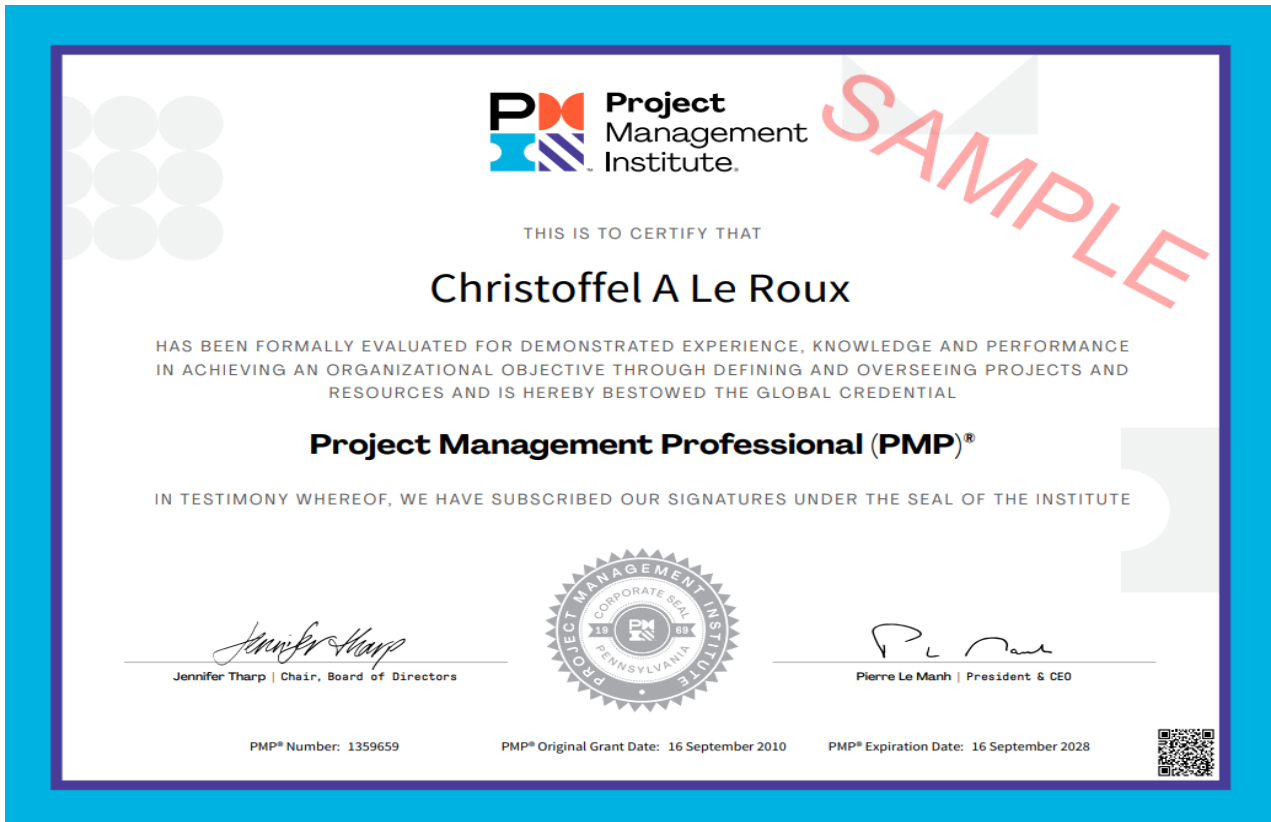 PM
Project
Management
Institute.
SAMPLE
THIS IS TO CERTIFY THAT
Christoffel A Le Roux
HAS BEEN FORMALLY EVALUATED FOR DEMONSTRATED EXPERIENCE, KNOWLEDGE AND PERFORMANCE
IN ACHIEVING AN ORGANIZATIONAL OBJECTIVE THROUGH DEFINING AND OVERSEEING PROJECTS AND
RESOURCES AND IS HEREBY BESTOWED THE GLOBAL CREDENTIAL
Project Management Professional (PMP)®
IN TESTIMONY WHEREOF, WE HAVE SUBSCRIBED OUR SIGNATURES UNDER THE SEAL OF THE INSTITUTE
PROJECT MANAGEMENT INSTITUTE
CORPORATE SEAL
19 69
PENNSYLVANIA
Jennifer Tharp
P L Manh
Jennifer Tharp | Chair, Board of Directors
Pierre Le Manh | President & CEO
PMP® Number: 1359659
PMP® Original Grant Date: 16 September 2010
PMP® Expiration Date: 16 September 2028